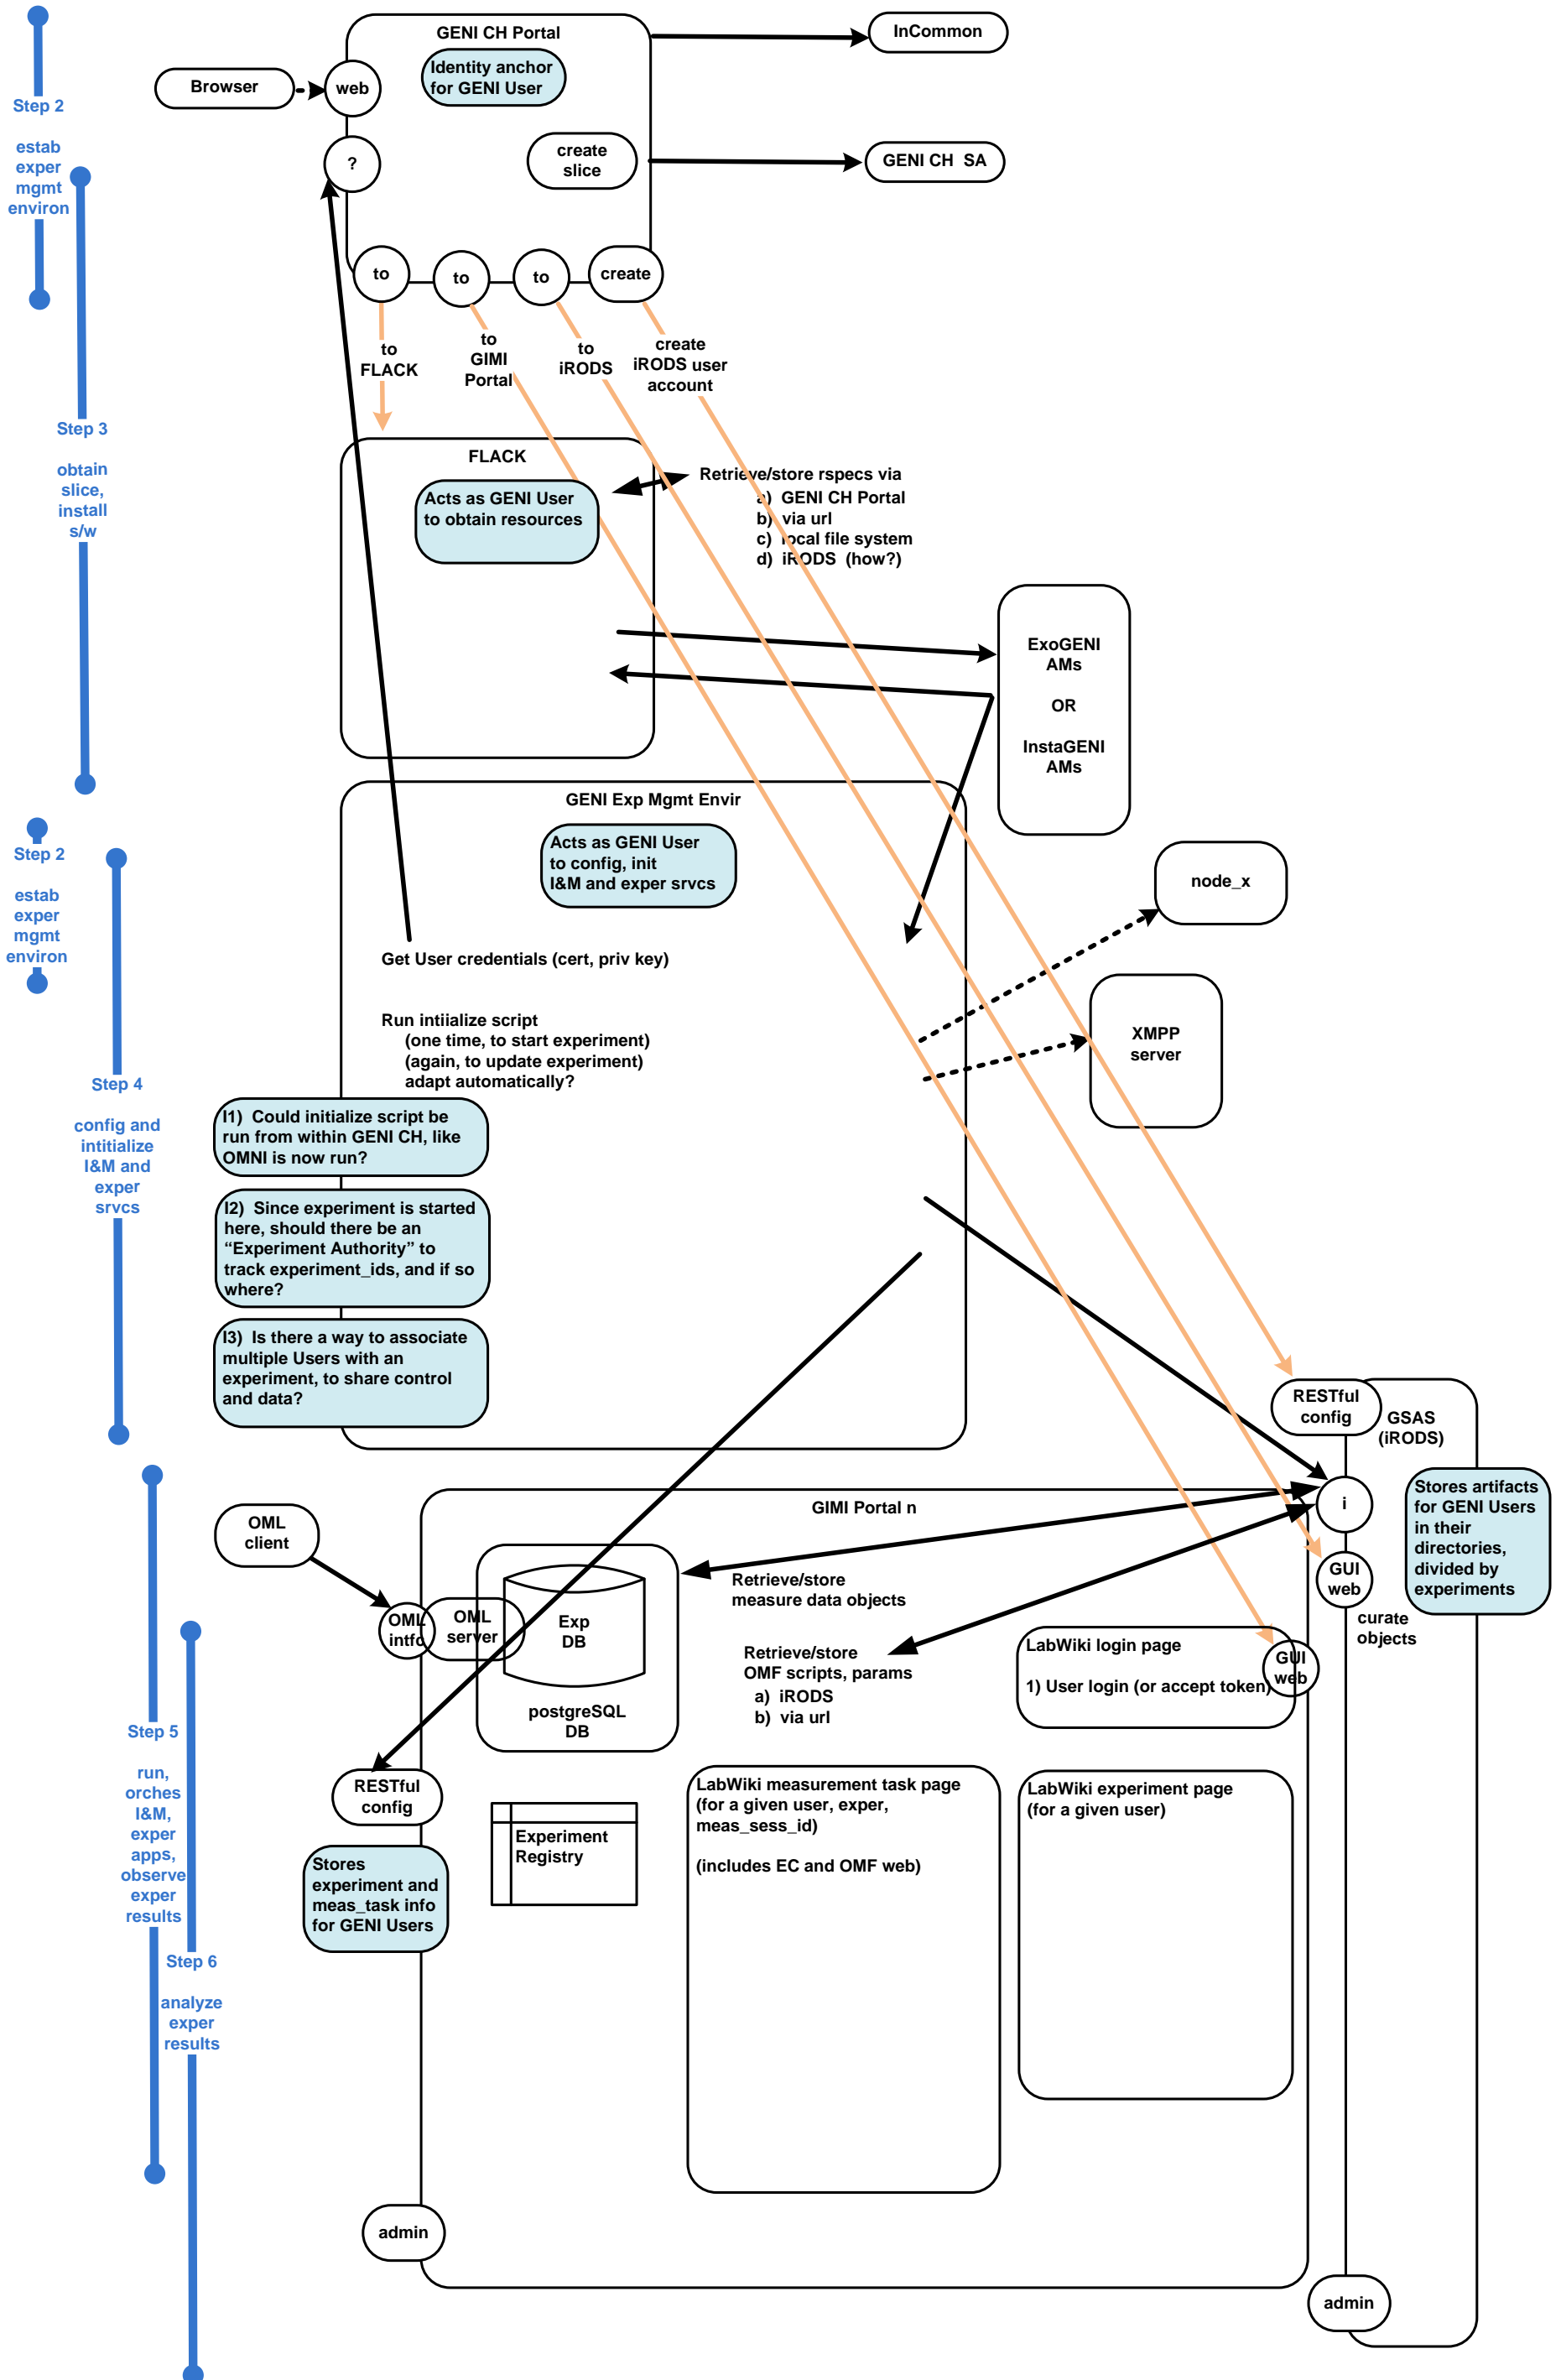 GENI CH Portal
InCommon
Identity anchor
for GENI User
Browser
web
?
create
slice
GENI CH  SA
to
to
to
create
to
FLACK
to
GIMI
Portal
to
iRODS
create
iRODS user
account
Step 2
estab
exper
mgmt
environ
Step 3
obtain
slice,
install
s/w
FLACK
Acts as GENI User
to obtain resources
Retrieve/store rspecs via
a)  GENI CH Portal
b)  via url
c)  local file system
d)  iRODS  (how?)
ExoGENI
AMs
OR
InstaGENI
AMs
GENI Exp Mgmt Envir
Acts as GENI User
to config, init
I&M and exper srvcs
Step 2
estab
exper
mgmt
environ
node_x
Get User credentials (cert, priv key)
Run intiialize script
(one time, to start experiment)
(again, to update experiment)
adapt automatically?
XMPP
server
Step 4
config and
intitialize
I&M and
exper
srvcs
I1)  Could initialize script be
run from within GENI CH, like
OMNI is now run?
I2)  Since experiment is started
here, should there be an
“Experiment Authority” to
track experiment_ids, and if so
where?
I3)  Is there a way to associate
multiple Users with an
experiment, to share control
and data?
RESTful
config
GSAS
(iRODS)
i
Stores artifacts
for GENI Users
in their
directories,
divided by
experiments
GUI
web
curate
objects
GIMI Portal n
OML
client
OML
intfc
OML
server
Exp
DB
postgreSQL
DB
Retrieve/store
measure data objects
Retrieve/store
OMF scripts, params
a)  iRODS
b)  via url
LabWiki login page
1) User login (or accept token)
GUI
web
Step 5
run,
orches
I&M,
exper
apps,
observe
exper
results
RESTful
config
Stores
experiment and
meas_task info
for GENI Users
Experiment
Registry
LabWiki measurement task page
(for a given user, exper,
meas_sess_id)
(includes EC and OMF web)
LabWiki experiment page
(for a given user)
Step 6
analyze
exper
results
admin
admin